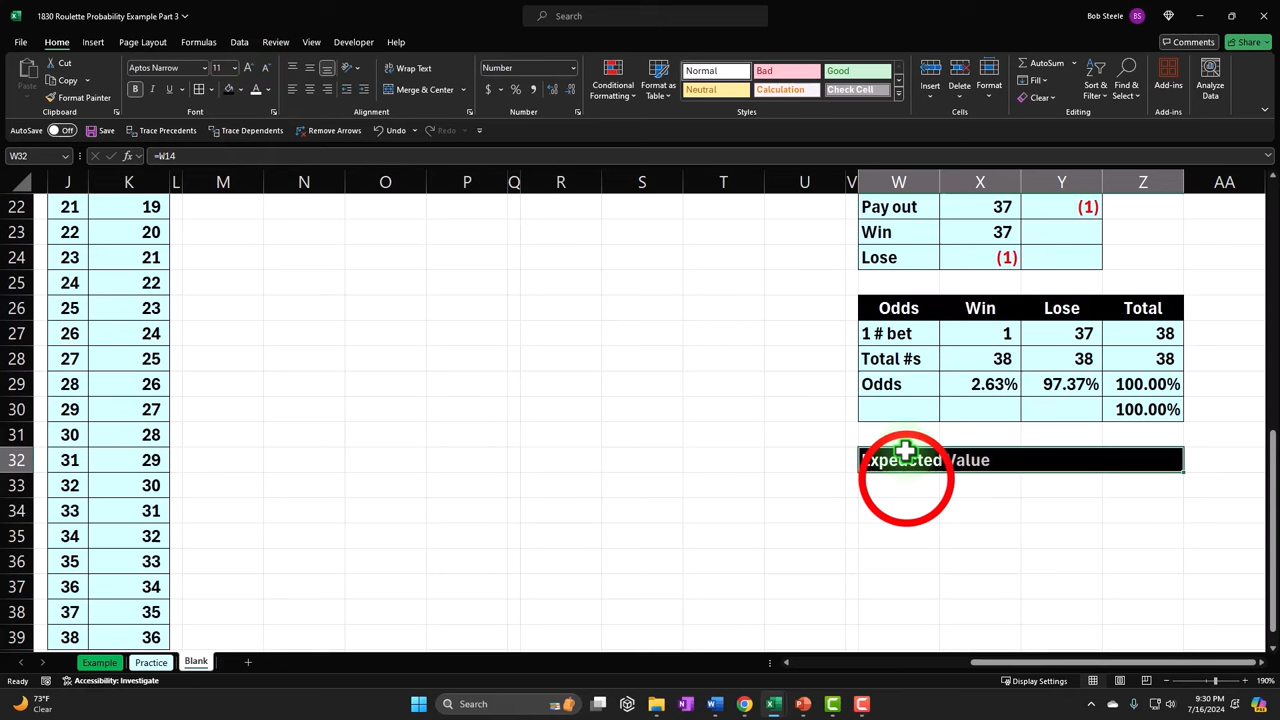 1830 Roulette Probability Example Part 3
Search
Bob Steele
BS
File
Home
Insert
Page Layout
Formulas
Data
Review
View
Developer
Help
Comments
Share
Paste
Cut
Copy
Format Painter
Clipboard
Aptos Narrow
11
B
I
U
Font
Wrap Text
Merge & Center
Alignment
Number
$
%
Number
Conditional Formatting
Format as Table
Normal
Bad
Good
Neutral
Calculation
Check Cell
Styles
Insert
Delete
Format
Cells
AutoSum
Fill
Clear
Sort & Filter
Find & Select
Editing
Add-ins
Add-ins
Analyze Data
AutoSave Off
Save
Trace Precedents
Trace Dependents
Remove Arrows
Undo
Redo
W32
fx
=W14
J K L M N O P Q R S T U V W X Y Z AA
22 21 19 Pay out 37 (1)
23 22 20 Win 37
24 23 21 Lose (1)
25 24 22
26 25 23 Odds Win Lose Total
27 26 24 1 # bet 1 37 38
28 27 25 Total #s 38 38 38
29 28 26 Odds 2.63% 97.37% 100.00%
30 29 27 100.00%
31 30 28
32 31 29 Expected Value
33 32 30
34 33 31
35 34 32
36 35 33
37 36 34
38 37 35
39 38 36
Example
Practice
Blank
Ready
Accessibility: Investigate
Display Settings
190%
73°F
Clear
Search
9:30 PM
7/16/2024